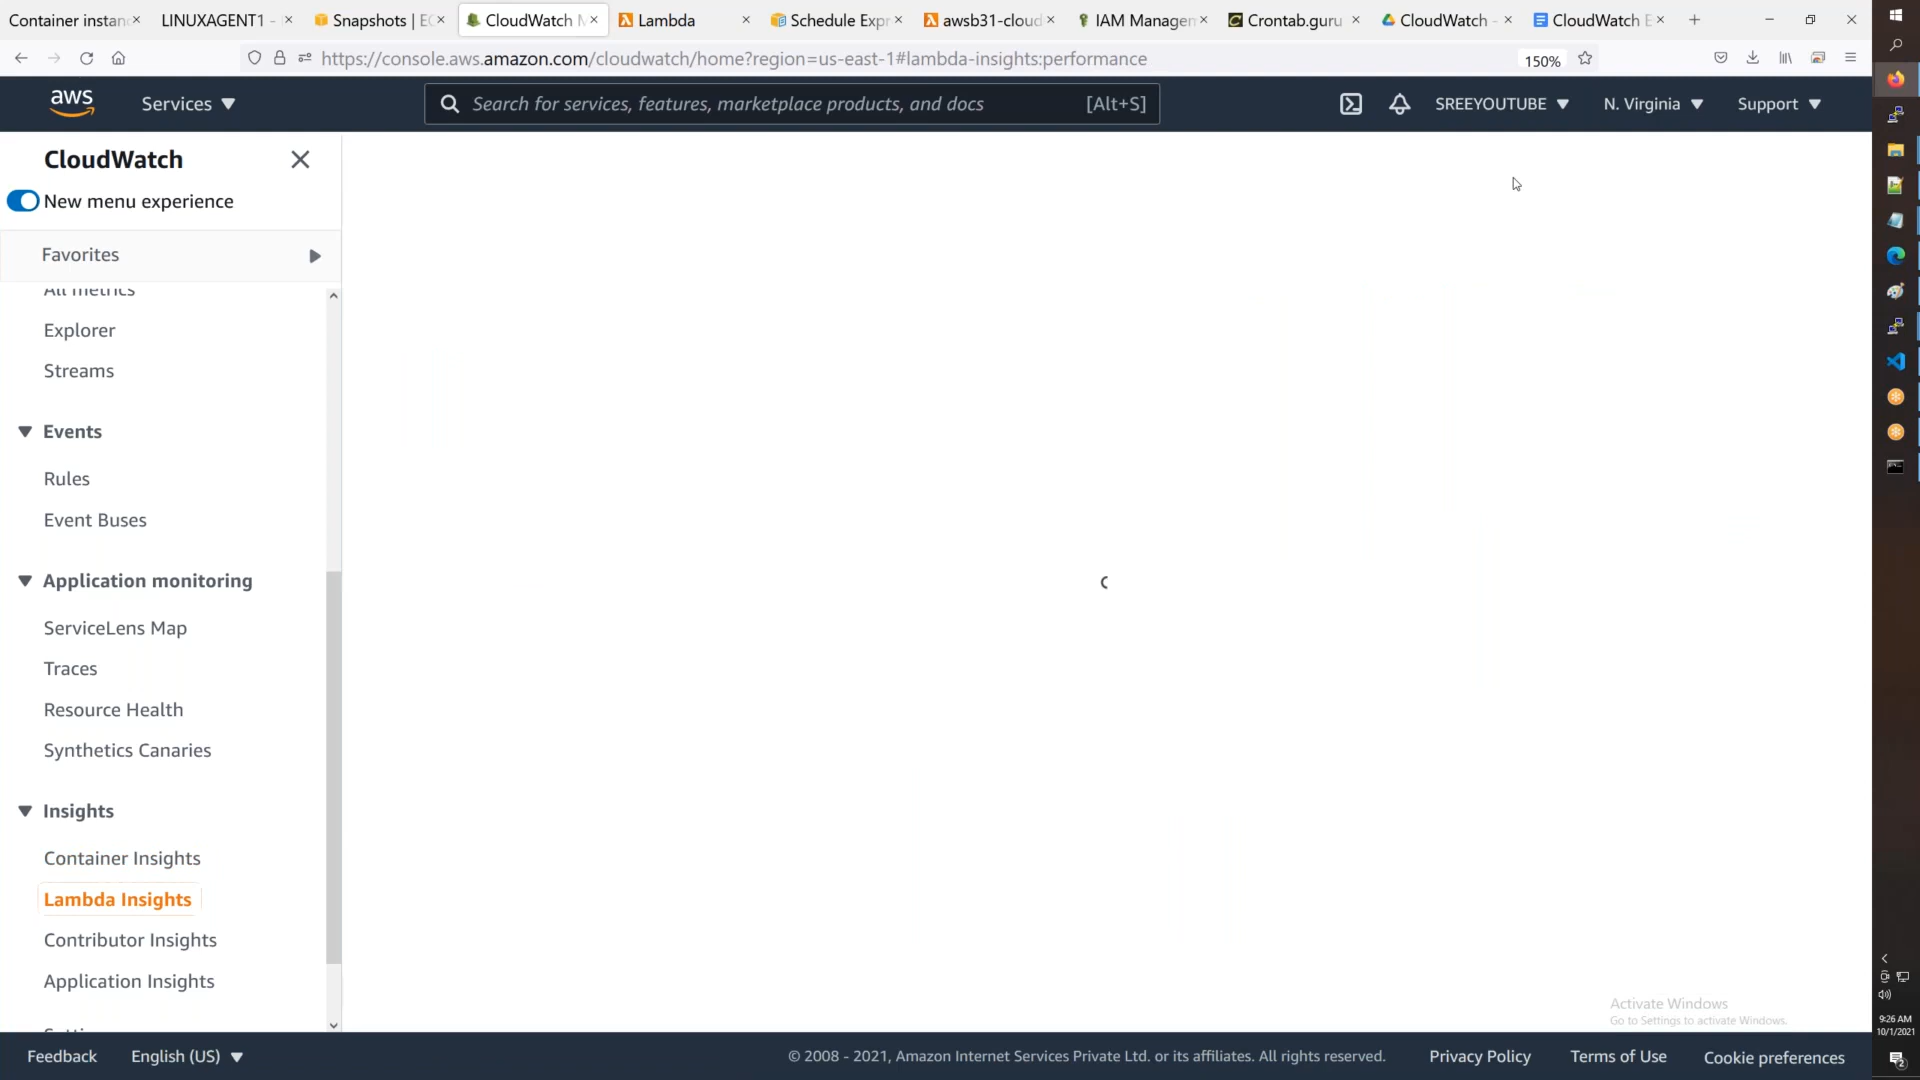 Container instanc
LINUXAGENT1 -
Snapshots | EC
CloudWatch M
Lambda
Schedule Expr
awsb31-cloud
IAM Managem
Crontab.guru
CloudWatch -
CloudWatch E
https://console.aws.amazon.com/cloudwatch/home?region=us-east-1#lambda-insights:performance
150%
aws
Services
Search for services, features, marketplace products, and docs
[Alt+S]
SREEYOUTUBE
N. Virginia
Support
CloudWatch
New menu experience
Favorites
All metrics
Explorer
Streams
Events
Rules
Event Buses
Application monitoring
ServiceLens Map
Traces
Resource Health
Synthetics Canaries
Insights
Container Insights
Lambda Insights
Contributor Insights
Application Insights
Activate Windows
Go to Settings to activate Windows.
9:26 AM
10/1/2021
2
Feedback
English (US)
© 2008 - 2021, Amazon Internet Services Private Ltd. or its affiliates. All rights reserved.
Privacy Policy
Terms of Use
Cookie preferences